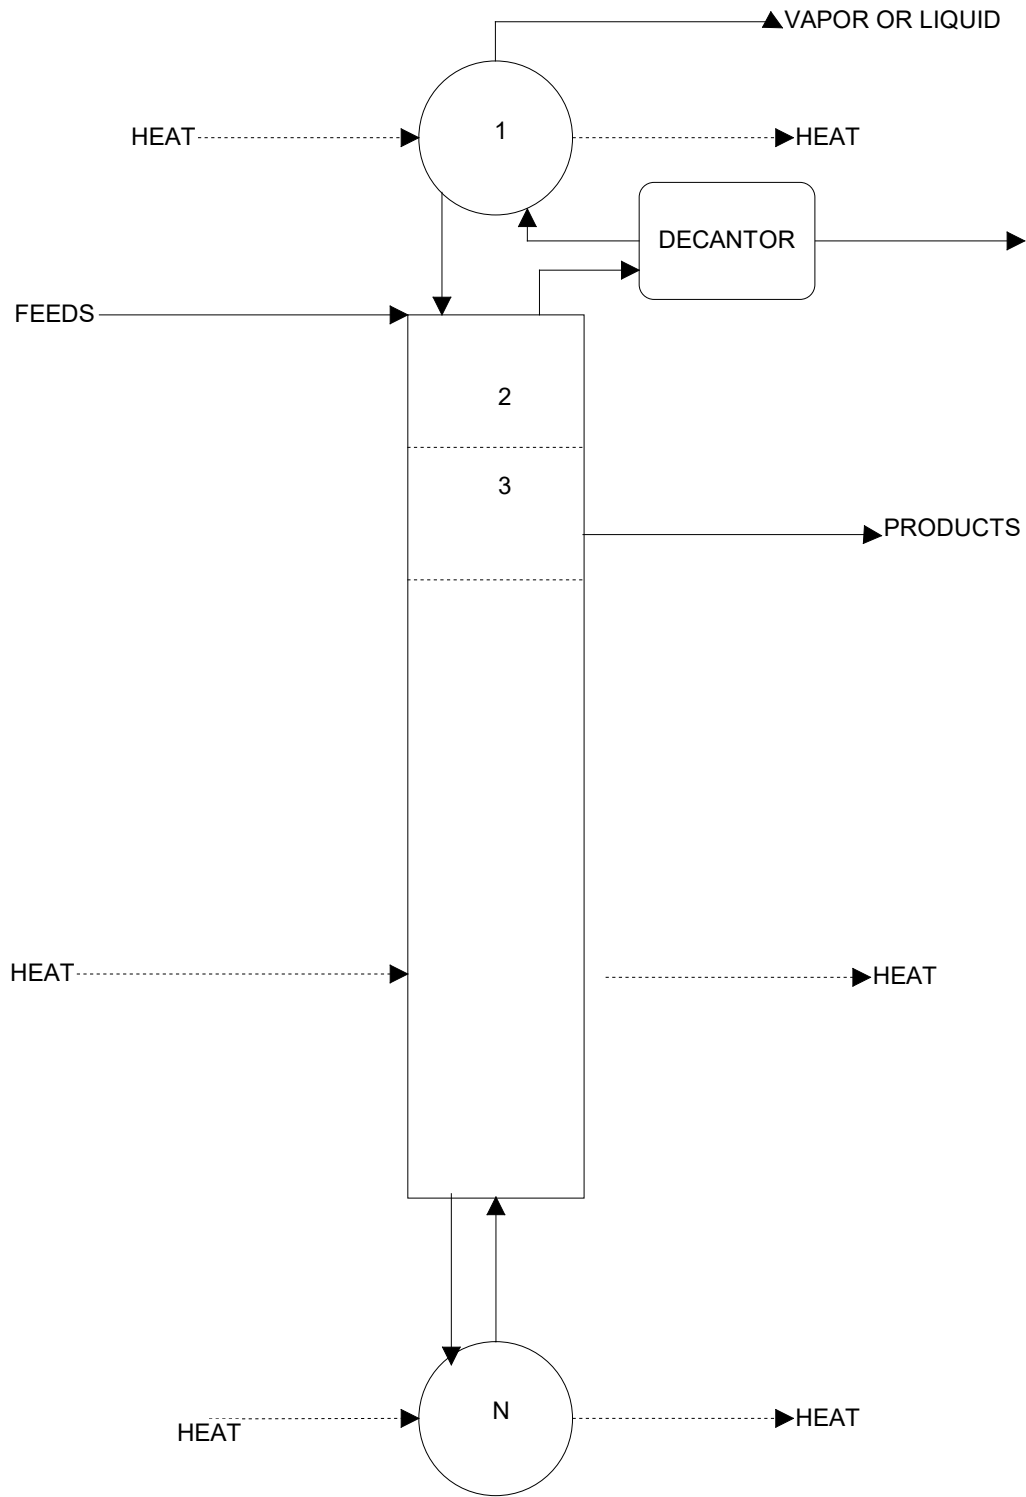 VAPOR OR LIQUID
HEAT
1
HEAT
DECANTOR
FEEDS
2
3
PRODUCTS
HEAT
HEAT
N
HEAT
HEAT